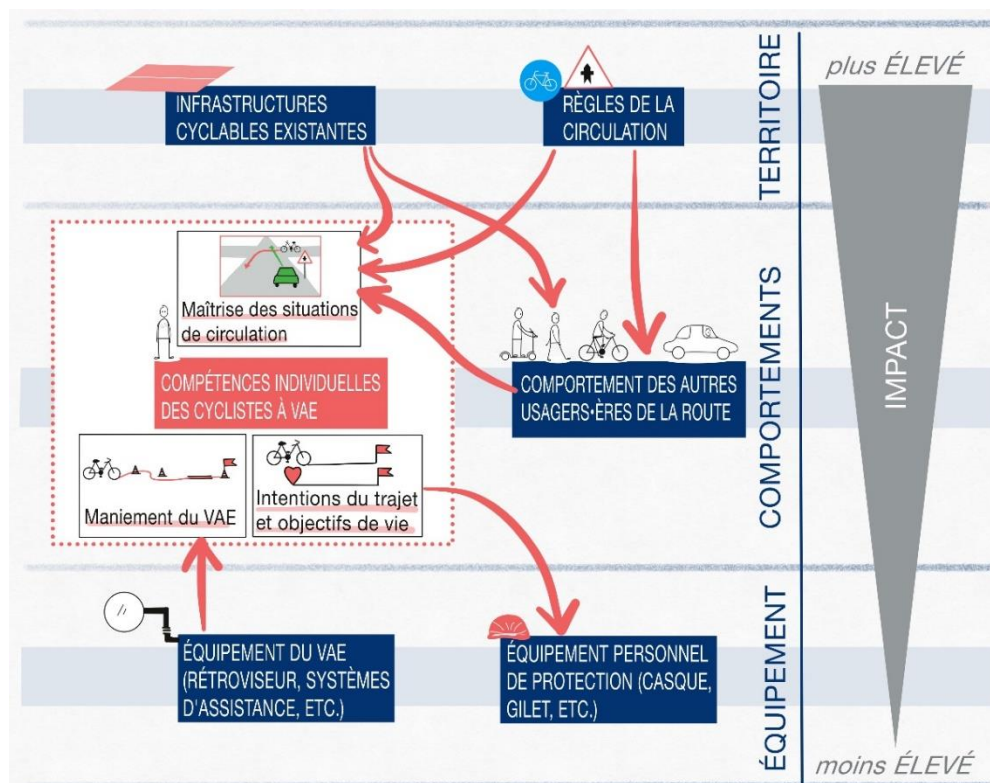 plus ÉLEVÉ
INFRASTRUCTURES
CYCLABLES EXISTANTES
RÈGLES DE LA
CIRCULATION
TERRITOIRE
Maîtrise des situations
de circulation
COMPÉTENCES INDIVIDUELLES
DES CYCLISTES À VAE
COMPORTEMENT DES AUTRES
USAGERS•ÈRES DE LA ROUTE
COMPORTEMENTS
IMPACT
Maniement du VAE
Intentions du trajet
et objectifs de vie
ÉQUIPEMENT DU VAE
(RÉTROVISEUR, SYSTÈMES
D'ASSISTANCE, ETC.)
ÉQUIPEMENT PERSONNEL
DE PROTECTION (CASQUE,
GILET, ETC.)
ÉQUIPEMENT
moins ÉLEVÉ